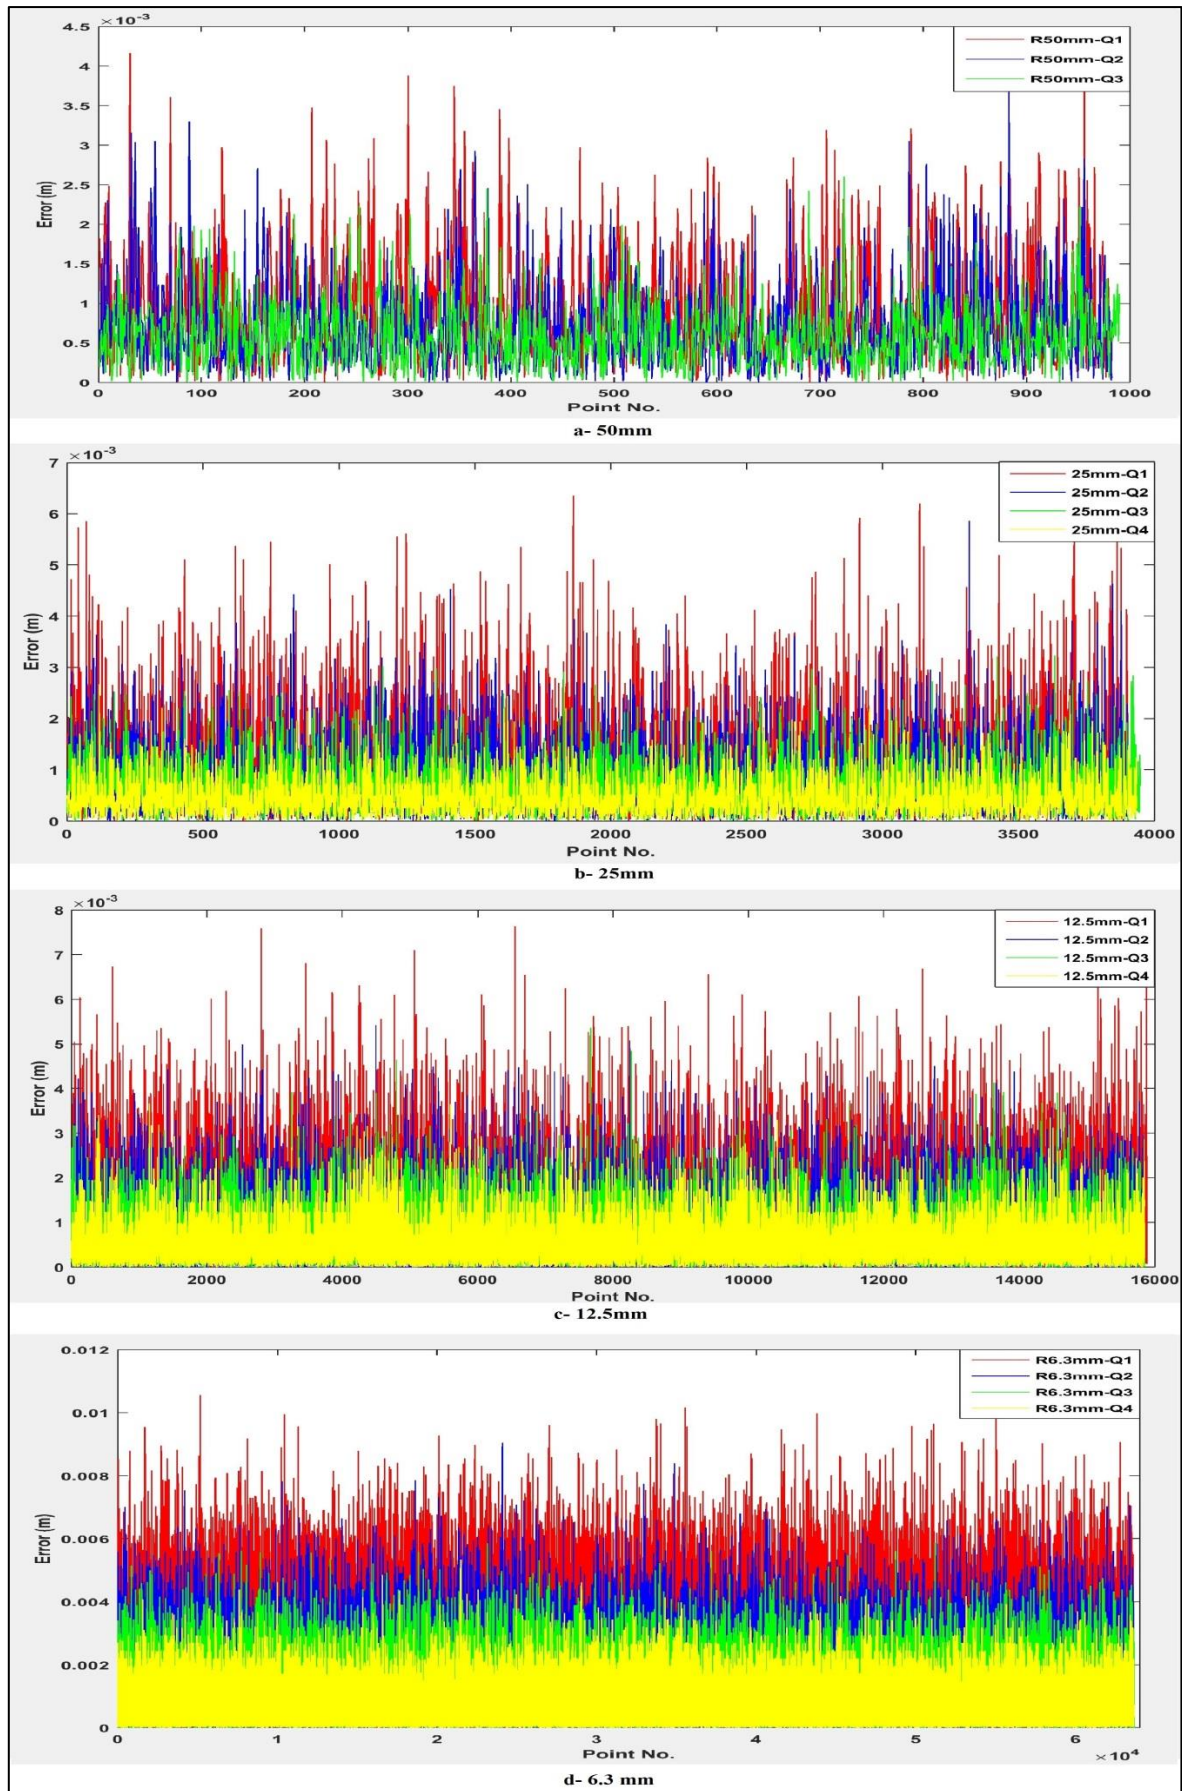 ×10⁻³
4.5
4
3.5
3
2.5
2
1.5
1
0.5
0
Error (m)
R50mm-Q1
R50mm-Q2
R50mm-Q3
0 100 200 300 400 500 600 700 800 900 1000
Point No.
a- 50mm
×10⁻³
7
6
5
4
3
2
1
0
Error (m)
25mm-Q1
25mm-Q2
25mm-Q3
25mm-Q4
0 500 1000 1500 2000 2500 3000 3500 4000
Point No.
b- 25mm
×10⁻³
8
7
6
5
4
3
2
1
0
Error (m)
12.5mm-Q1
12.5mm-Q2
12.5mm-Q3
12.5mm-Q4
0 2000 4000 6000 8000 10000 12000 14000 16000
Point No.
c- 12.5mm
0.012
0.01
0.008
0.006
0.004
0.002
0
Error (m)
R6.3mm-Q1
R6.3mm-Q2
R6.3mm-Q3
R6.3mm-Q4
0 1 2 3 4 5 6
×10⁴
Point No.
d- 6.3 mm